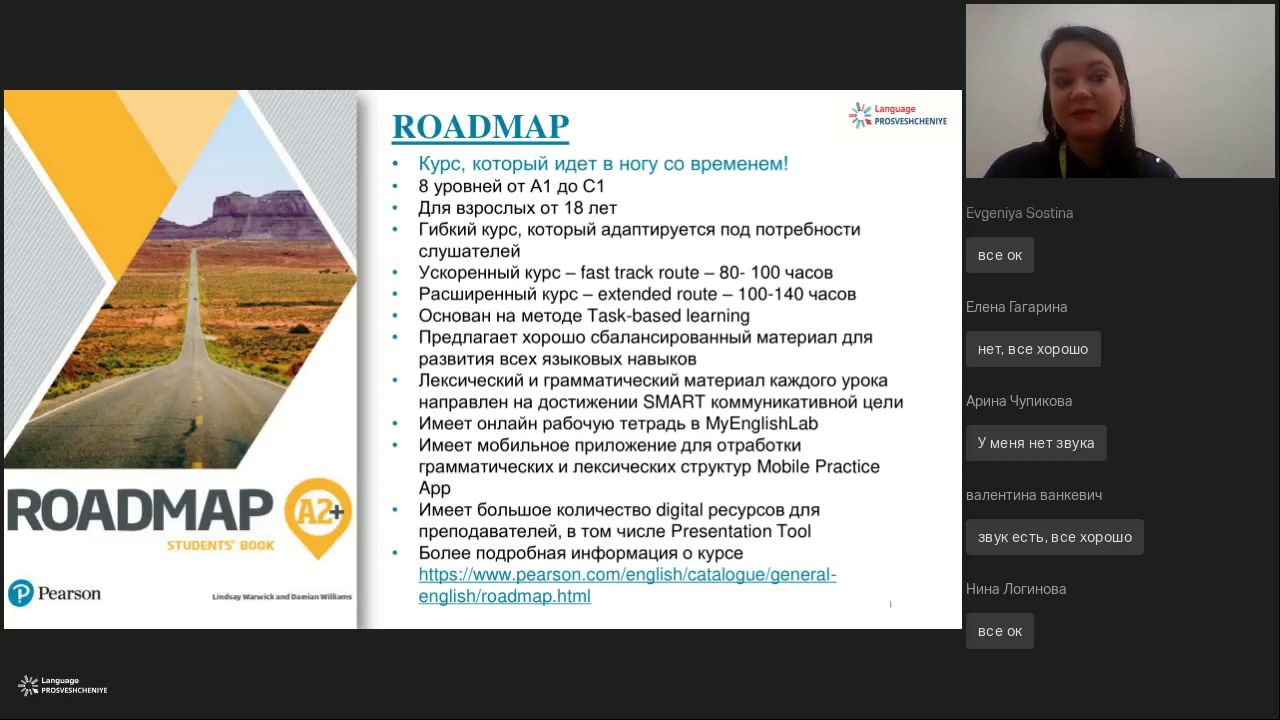 ROADMAP
Language
PROSVESHCHENIYE
• Курс, который идет в ногу со временем!
• 8 уровней от А1 до С1
• Для взрослых от 18 лет
• Гибкий курс, который адаптируется под потребности
слушателей
• Ускоренный курс – fast track route – 80- 100 часов
• Расширенный курс – extended route – 100-140 часов
• Основан на методе Task-based learning
• Предлагает хорошо сбалансированный материал для
развития всех языковых навыков
• Лексический и грамматический материал каждого урока
направлен на достижении SMART коммуникативной цели
• Имеет онлайн рабочую тетрадь в MyEnglishLab
• Имеет мобильное приложение для отработки
грамматических и лексических структур Mobile Practice
App
• Имеет большое количество digital ресурсов для
преподавателей, в том числе Presentation Tool
• Более подробная информация о курсе
https://www.pearson.com/english/catalogue/general-
english/roadmap.html
ROADMAP A2+
STUDENTS' BOOK
Pearson
Lindsay Warwick and Damian Williams
Language
PROSVESHCHENIYE
Evgeniya Sostina
все ок
Елена Гагарина
нет, все хорошо
Арина Чупикова
У меня нет звука
валентина ванкевич
звук есть, все хорошо
Нина Логинова
все ок